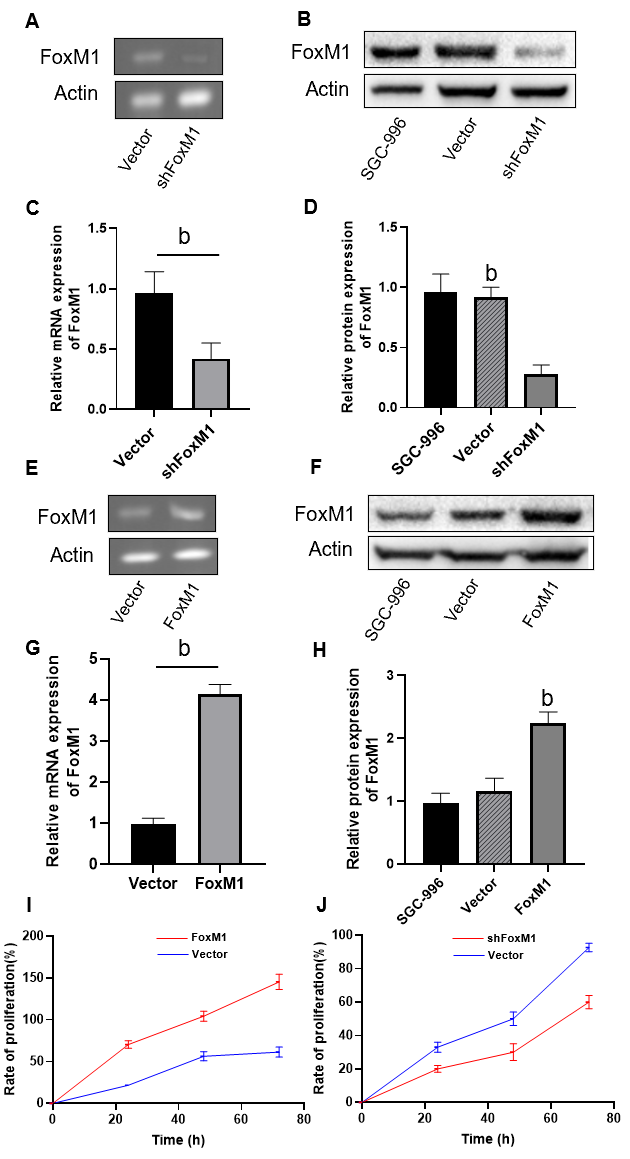 A
FoxM1
Actin
Vector
shFoxM1
B
FoxM1
Actin
SGC-996
Vector
shFoxM1
C
Relative mRNA expression
of FoxM1
1.5
1.0
0.5
0.0
b
Vector
shFoxM1
D
Relative protein expression
of FoxM1
1.5
1.0
0.5
0.0
b
SGC-996
Vector
shFoxM1
E
FoxM1
Actin
Vector
FoxM1
F
FoxM1
Actin
SGC-996
Vector
FoxM1
G
Relative mRNA expression
of FoxM1
5
4
3
2
1
0
b
Vector
FoxM1
H
Relative protein expression
of FoxM1
3
2
1
0
b
SGC-996
Vector
FoxM1
I
FoxM1
Vector
Rate of proliferation(%)
200
150
100
50
0
0 20 40 60 80
Time (h)
J
shFoxM1
Vector
Rate of proliferation(%)
100
80
60
40
20
0
0 20 40 60 80
Time (h)